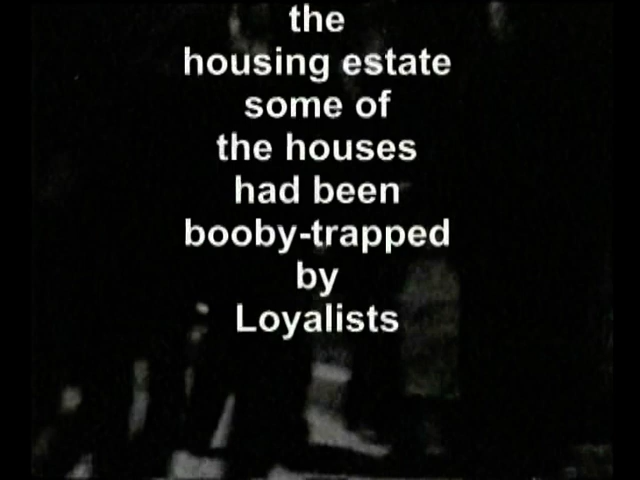 the
housing estate
some of
the houses
had been
booby-trapped
by
Loyalists